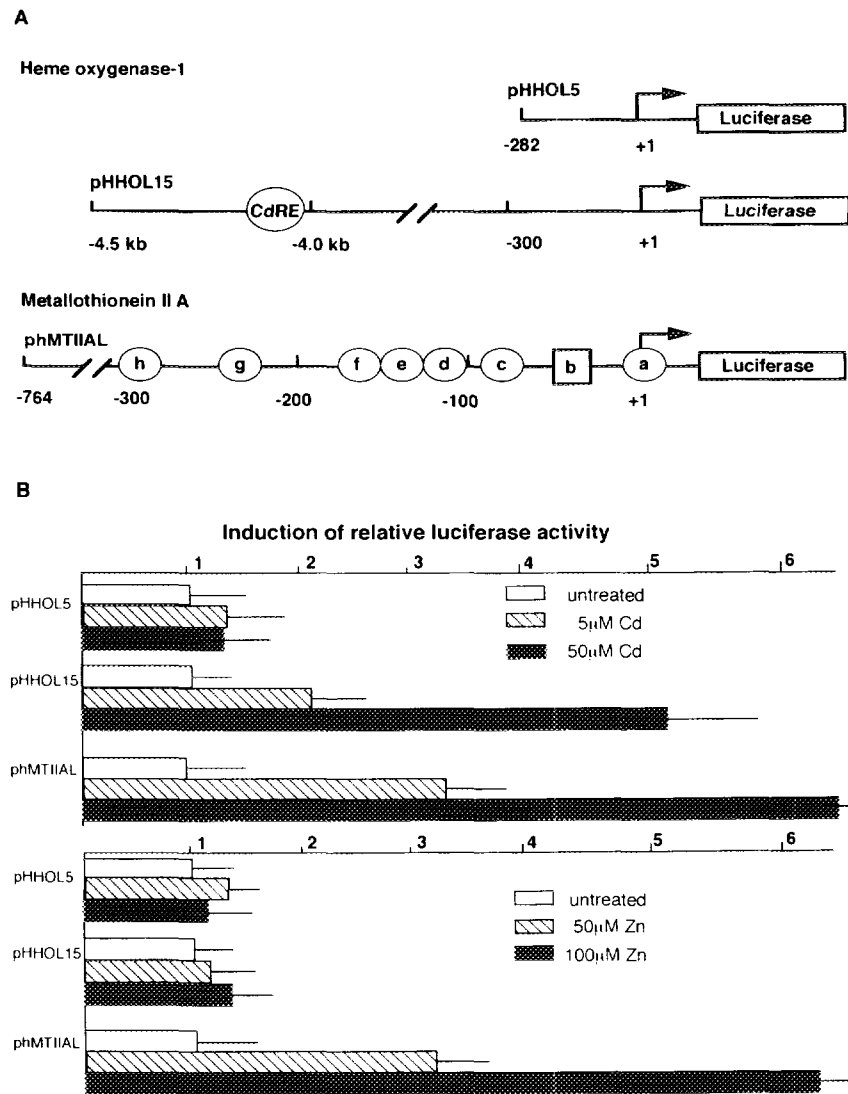 A
Heme oxygenase-1
pHHOL5
Luciferase
-282 +1
pHHOL15
CdRE
Luciferase
-4.5 kb -4.0 kb -300 +1
Metallothionein II A
phMTIIAL
h g f e d c b a Luciferase
-764 -300 -200 -100 +1
B
Induction of relative luciferase activity
1 2 3 4 5 6
pHHOL5
untreated
5µM Cd
50µM Cd
pHHOL15
phMTIIAL
1 2 3 4 5 6
pHHOL5
untreated
50µM Zn
100µM Zn
pHHOL15
phMTIIAL